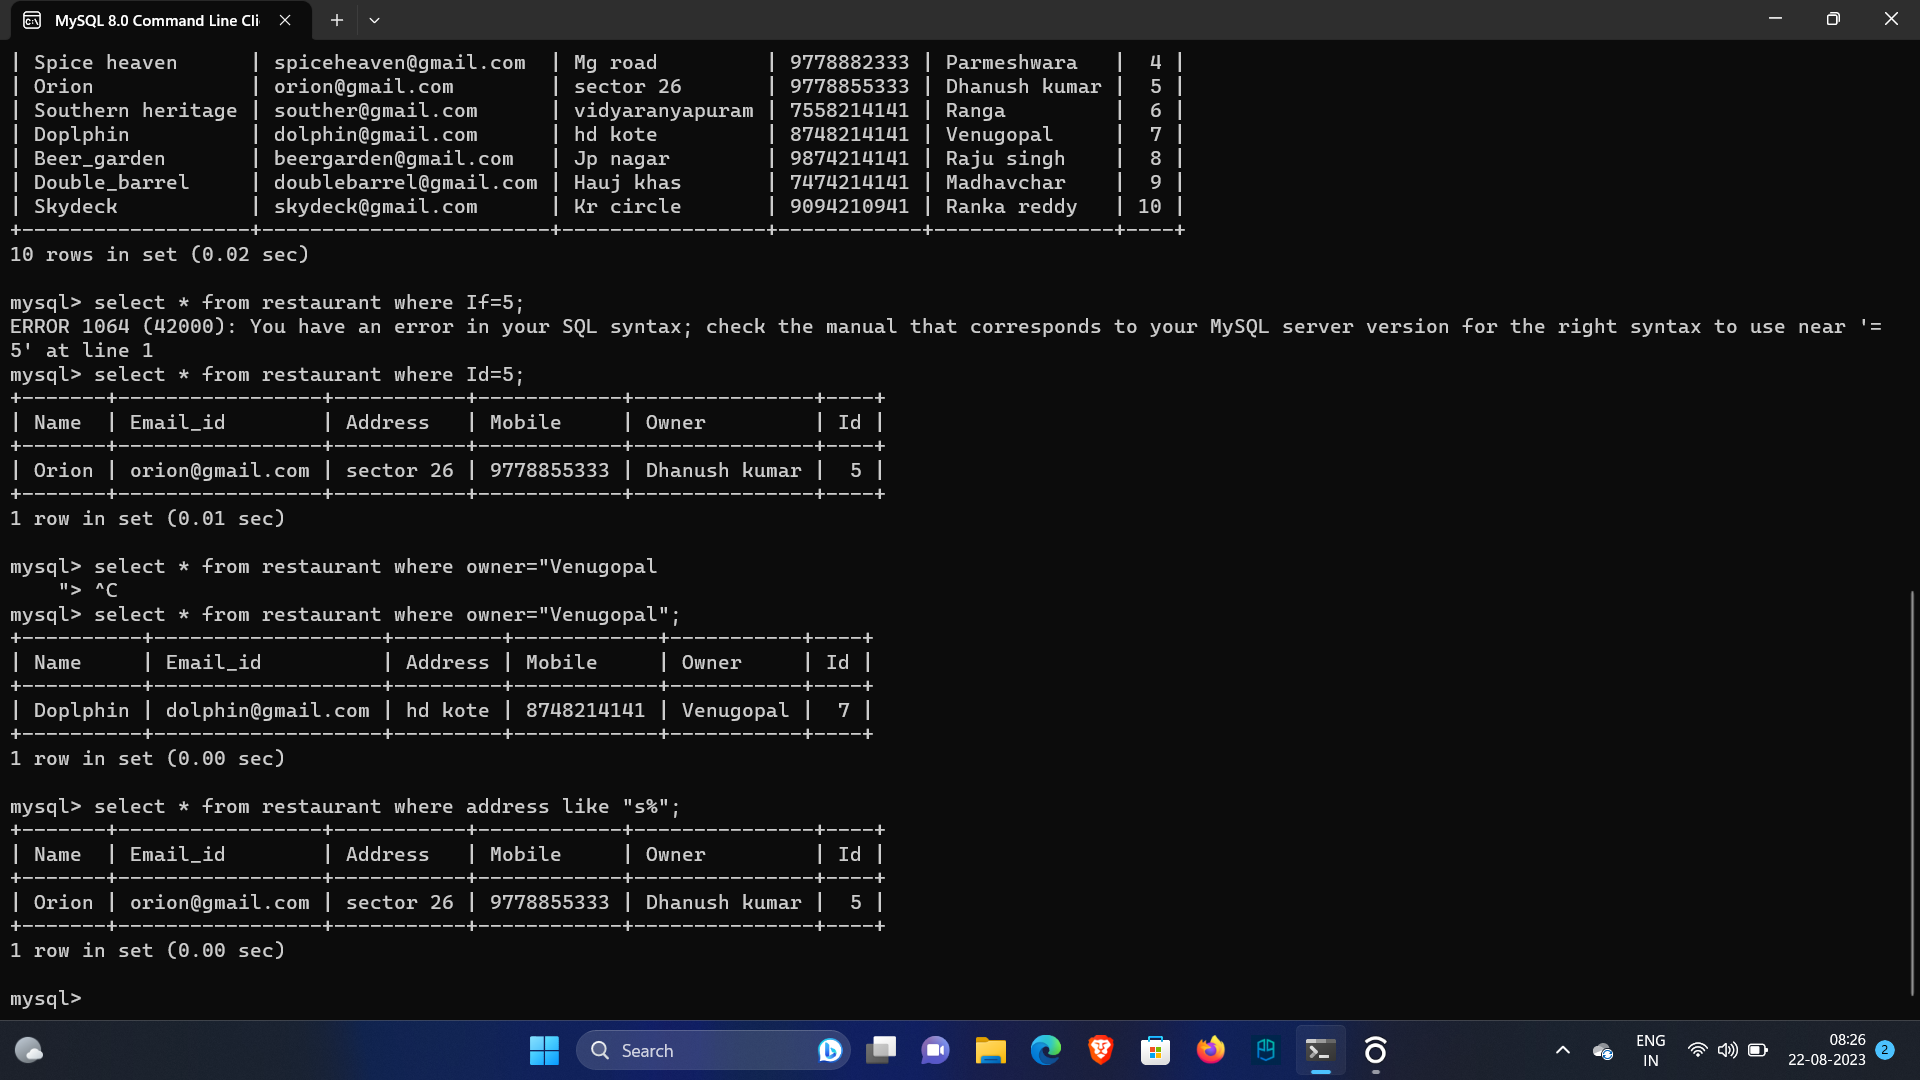 MySQL 8.0 Command Line Cli
| Spice heaven      | spiceheaven@gmail.com  | Mg road         | 9778882333 | Parmeshwara   |  4 |
| Orion             | orion@gmail.com        | sector 26       | 9778855333 | Dhanush kumar |  5 |
| Southern heritage | souther@gmail.com      | vidyaranyapuram | 7558214141 | Ranga         |  6 |
| Doplphin          | dolphin@gmail.com      | hd kote         | 8748214141 | Venugopal     |  7 |
| Beer_garden       | beergarden@gmail.com   | Jp nagar        | 9874214141 | Raju singh    |  8 |
| Double_barrel     | doublebarrel@gmail.com | Hauj khas       | 7474214141 | Madhavchar    |  9 |
| Skydeck           | skydeck@gmail.com      | Kr circle       | 9094210941 | Ranka reddy   | 10 |
+-------------------+------------------------+-----------------+------------+---------------+----+
10 rows in set (0.02 sec)
mysql> select * from restaurant where If=5;
ERROR 1064 (42000): You have an error in your SQL syntax; check the manual that corresponds to your MySQL server version for the right syntax to use near '=
5' at line 1
mysql> select * from restaurant where Id=5;
+-------+-----------------+-----------+------------+---------------+----+
| Name  | Email_id        | Address   | Mobile     | Owner         | Id |
+-------+-----------------+-----------+------------+---------------+----+
| Orion | orion@gmail.com | sector 26 | 9778855333 | Dhanush kumar |  5 |
+-------+-----------------+-----------+------------+---------------+----+
1 row in set (0.01 sec)
mysql> select * from restaurant where owner="Venugopal
    "> ^C
mysql> select * from restaurant where owner="Venugopal";
+----------+-------------------+---------+------------+-----------+----+
| Name     | Email_id          | Address | Mobile     | Owner     | Id |
+----------+-------------------+---------+------------+-----------+----+
| Doplphin | dolphin@gmail.com | hd kote | 8748214141 | Venugopal |  7 |
+----------+-------------------+---------+------------+-----------+----+
1 row in set (0.00 sec)
mysql> select * from restaurant where address like "s%";
+-------+-----------------+-----------+------------+---------------+----+
| Name  | Email_id        | Address   | Mobile     | Owner         | Id |
+-------+-----------------+-----------+------------+---------------+----+
| Orion | orion@gmail.com | sector 26 | 9778855333 | Dhanush kumar |  5 |
+-------+-----------------+-----------+------------+---------------+----+
1 row in set (0.00 sec)
mysql>
Search
ENG
IN
08:26
22-08-2023
2